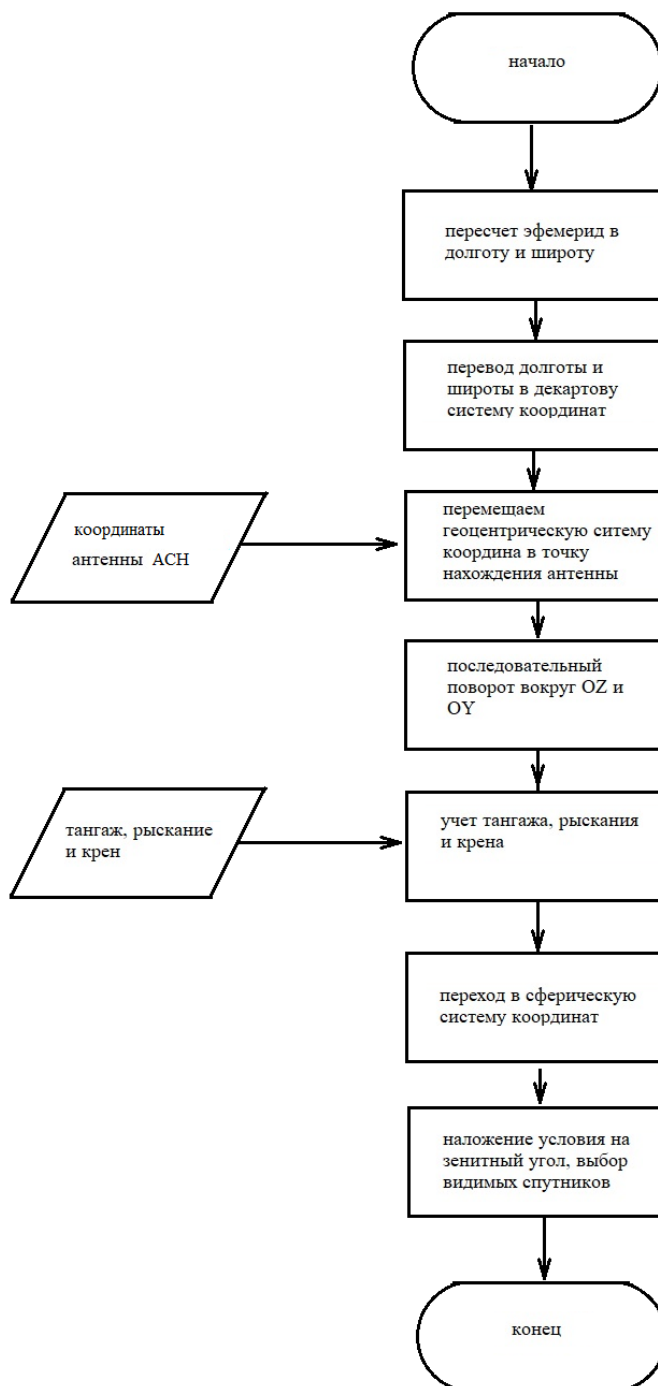 начало
пересчет эфемерид в
долготу и широту
перевод долготы и
широты в декартову
систему координат
координаты
антенны АСН
перемещаем
геоцентрическую ситему
координа в точку
нахождения антенны
последовательный
поворот вокруг OZ и
OY
тангаж, рыскание
и крен
учет тангажа, рыскания
и крена
переход в сферическую
систему координат
наложение условия на
зенитный угол, выбор
видимых спутников
конец